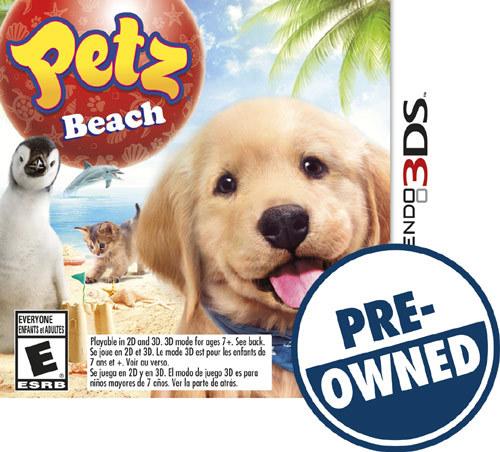 Petz
Beach
NINTENDO 3DS™
EVERYONE
ENFANTS et ADULTES
E
ESRB
Playable in 2D and 3D. 3D mode for ages 7+. See back.
Se joue en 2D et 3D. Le mode 3D est pour les enfants de
7 ans et +. Voir au verso.
Se juega en 2D y en 3D. El modo de juego 3D es para
niños mayores de 7 años. Ver la parte de atrás.
PRE-
OWNED